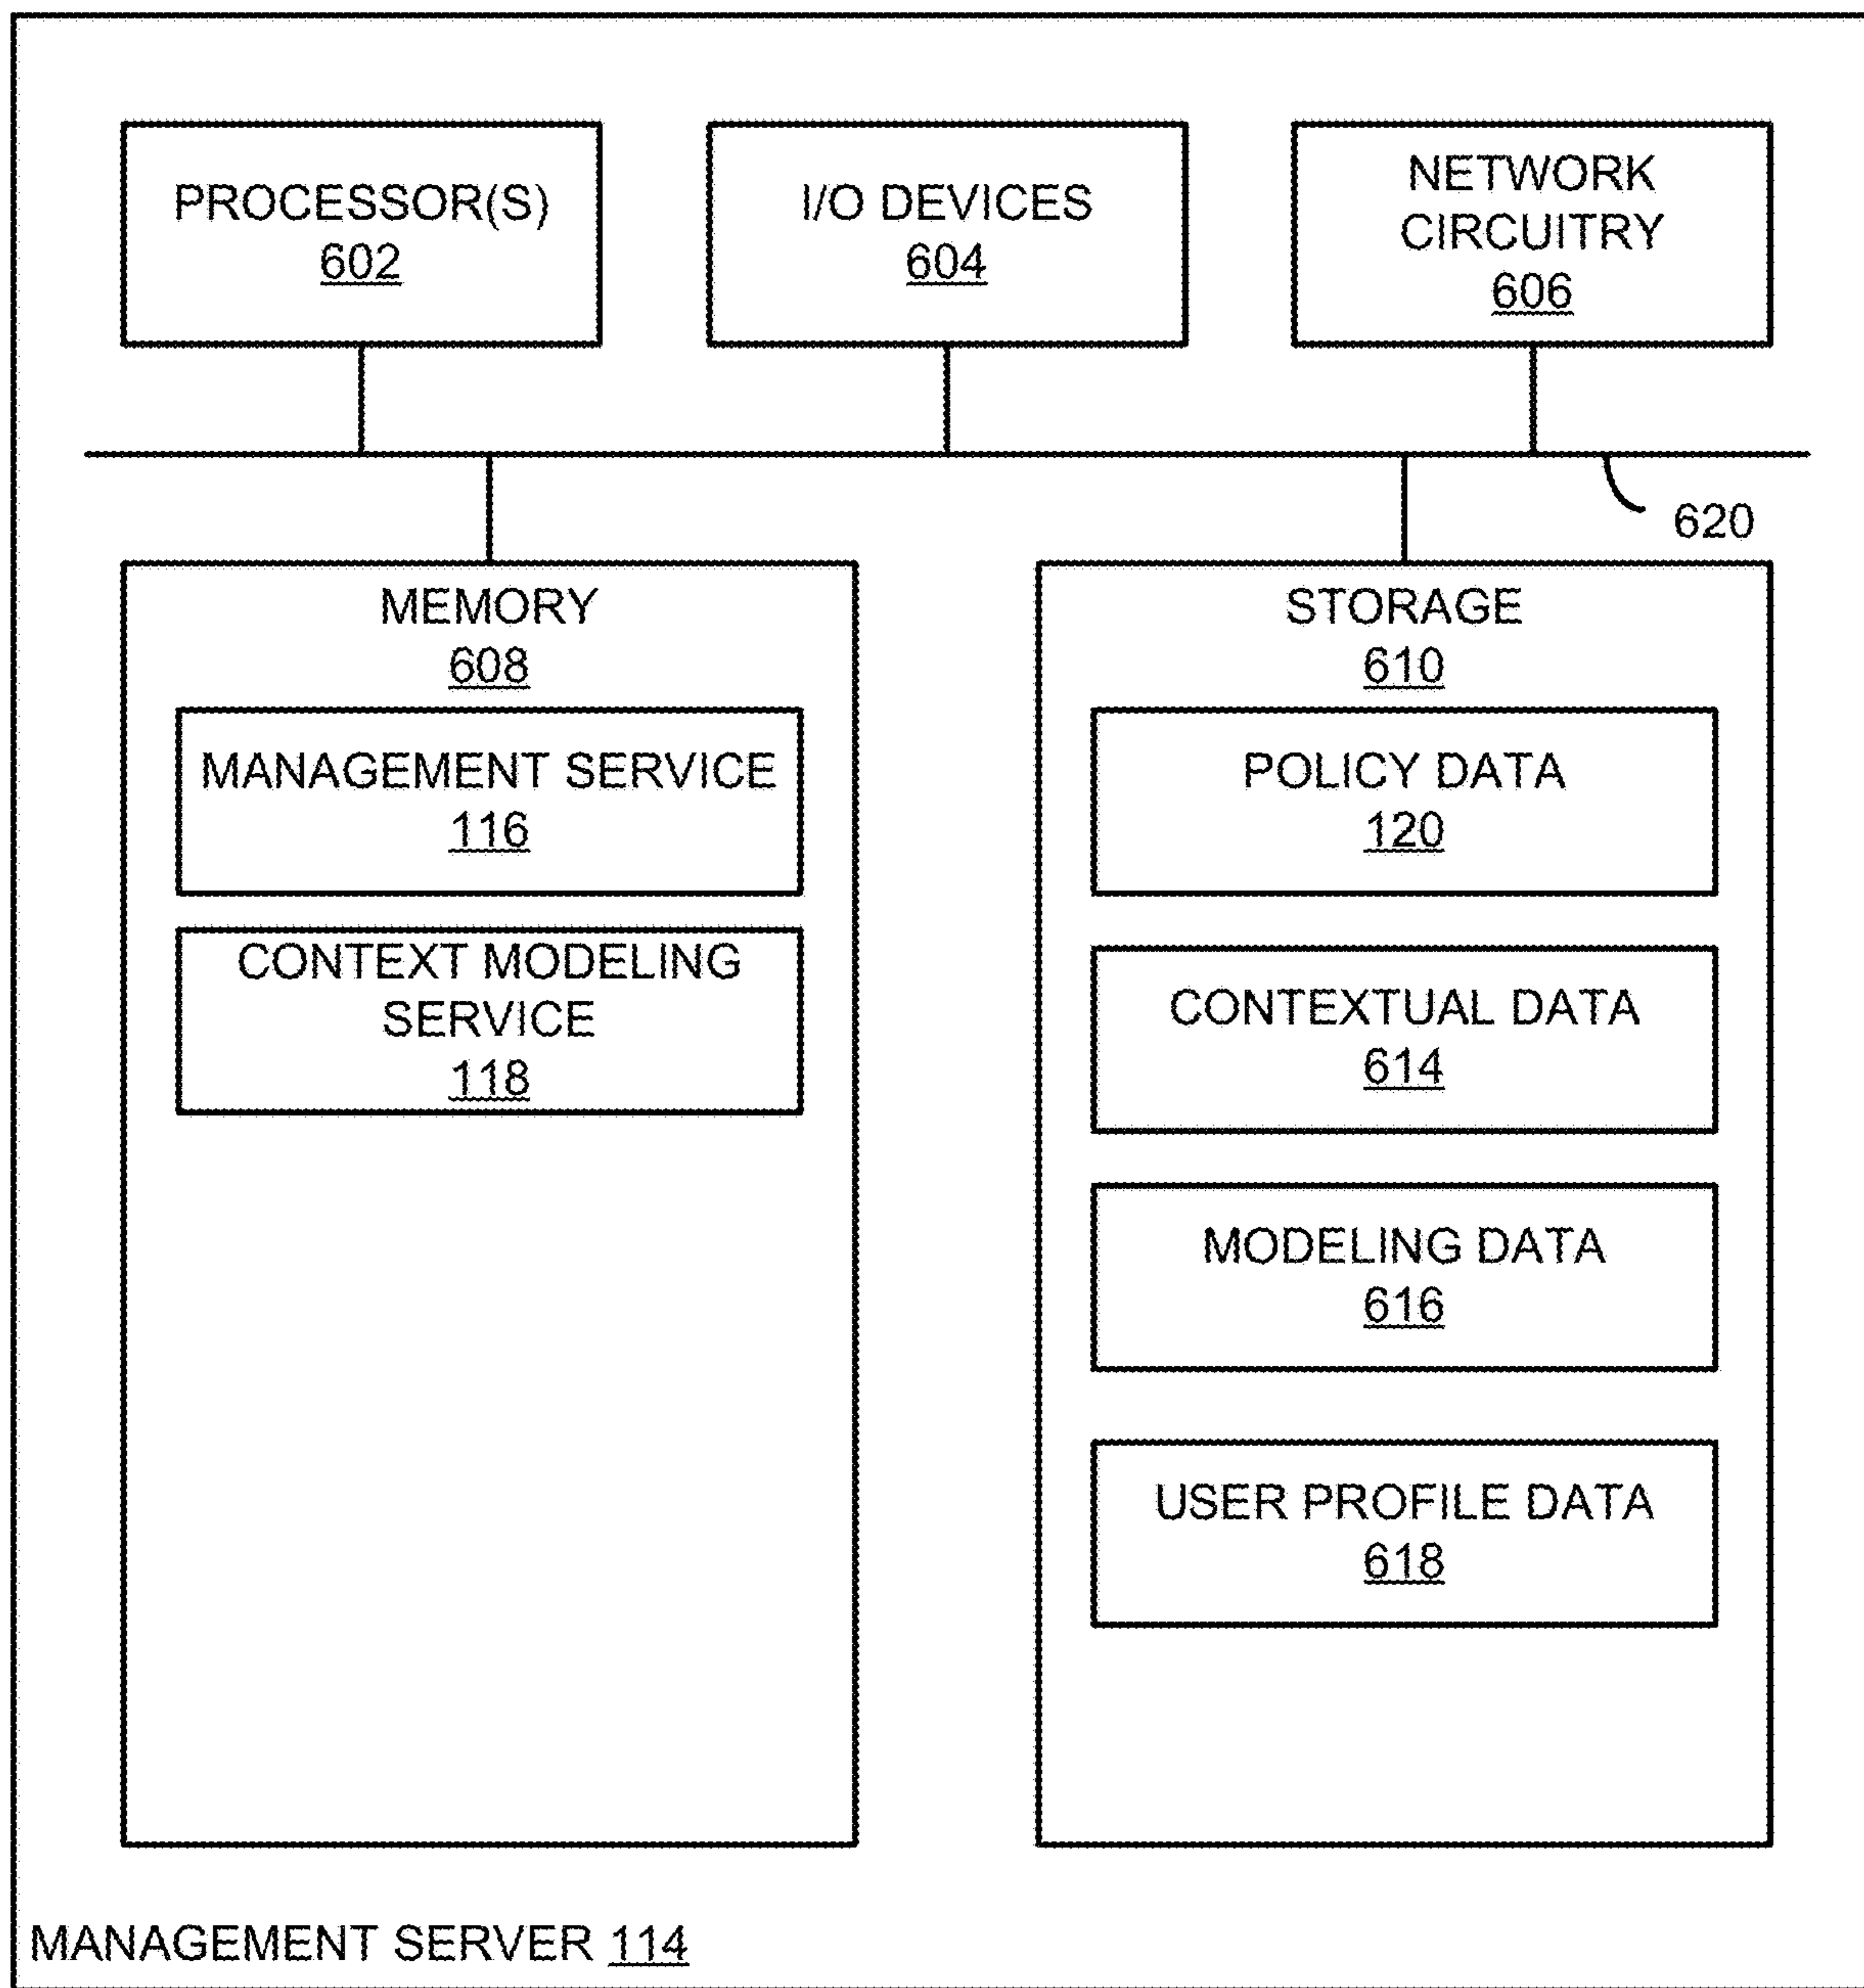 PROCESSOR(S)
602
I/O DEVICES
604
NETWORK
CIRCUITRY
606
620
MEMORY
608
MANAGEMENT SERVICE
116
CONTEXT MODELING
SERVICE
118
STORAGE
610
POLICY DATA
120
CONTEXTUAL DATA
614
MODELING DATA
616
USER PROFILE DATA
618
MANAGEMENT SERVER 114